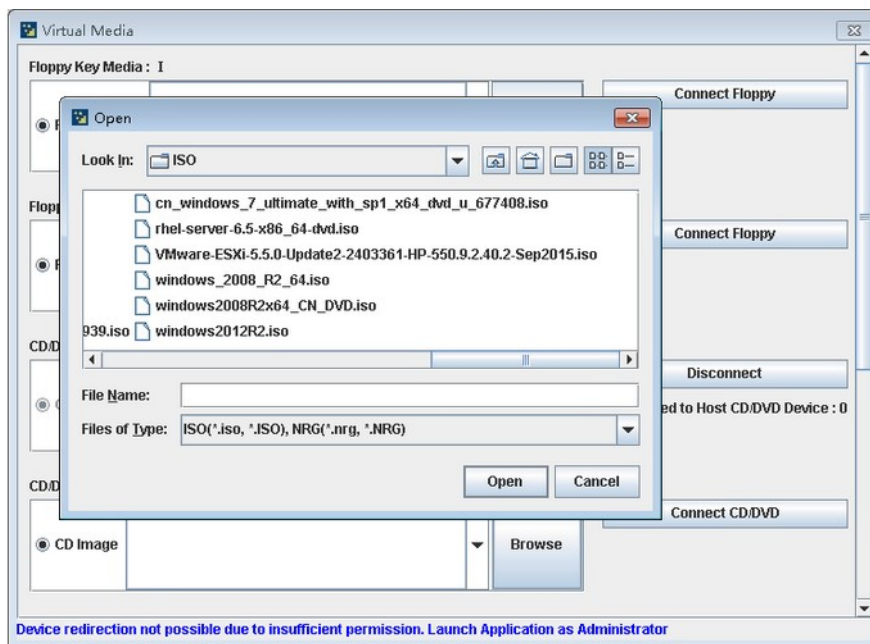 Virtual Media
Floppy Key Media : I
Connect Floppy
Open
Look In:
ISO
cn_windows_7_ultimate_with_sp1_x64_dvd_u_677408.iso
rhel-server-6.5-x86_64-dvd.iso
VMware-ESXi-5.5.0-Update2-2403361-HP-550.9.2.40.2-Sep2015.iso
windows_2008_R2_64.iso
windows2008R2x64_CN_DVD.iso
939.iso windows2012R2.iso
Connect Floppy
File Name:
Files of Type: ISO(*.iso, *.ISO), NRG(*.nrg, *.NRG)
Disconnect
ed to Host CD/DVD Device : 0
Open Cancel
Connect CD/DVD
CD Image
Browse
Device redirection not possible due to insufficient permission. Launch Application as Administrator